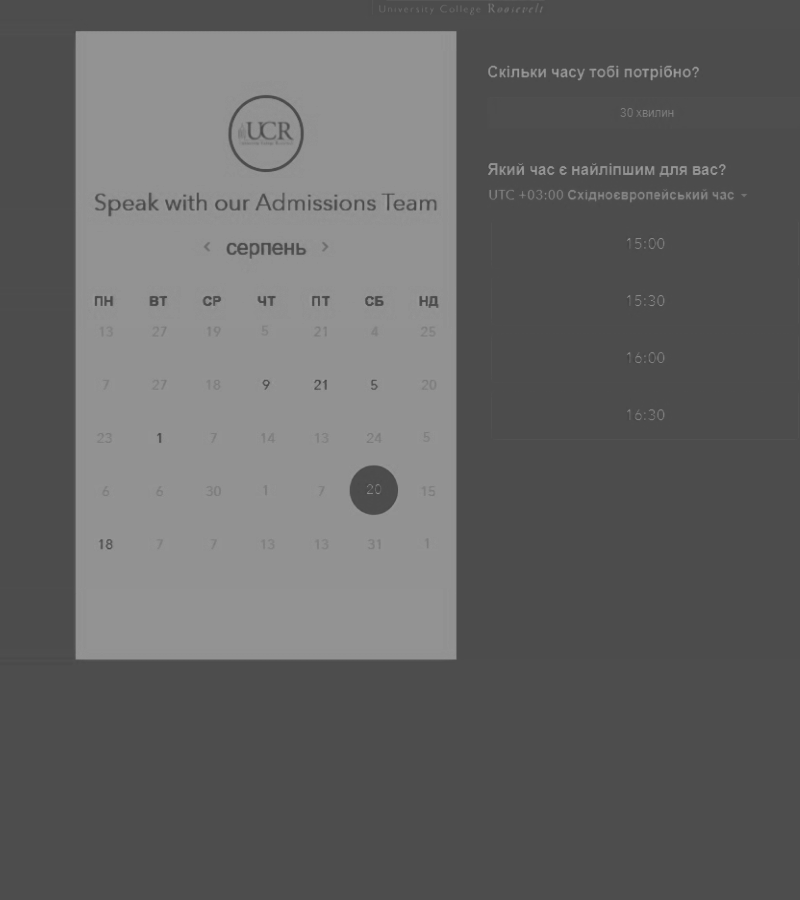 University College Roosevelt
UCR
Speak with our Admissions Team
серпень
ПН ВТ СР ЧТ ПТ СБ НД
13 27 19 5 21 4 25
7 27 18 9 21 5 20
23 1 7 14 13 24 5
6 6 30 1 7 20 15
18 7 7 13 13 31 1
Скільки часу тобі потрібно?
30 хвилин
Який час є найліпшим для вас?
UTC +03:00 Східноєвропейський час
15:00
15:30
16:00
16:30